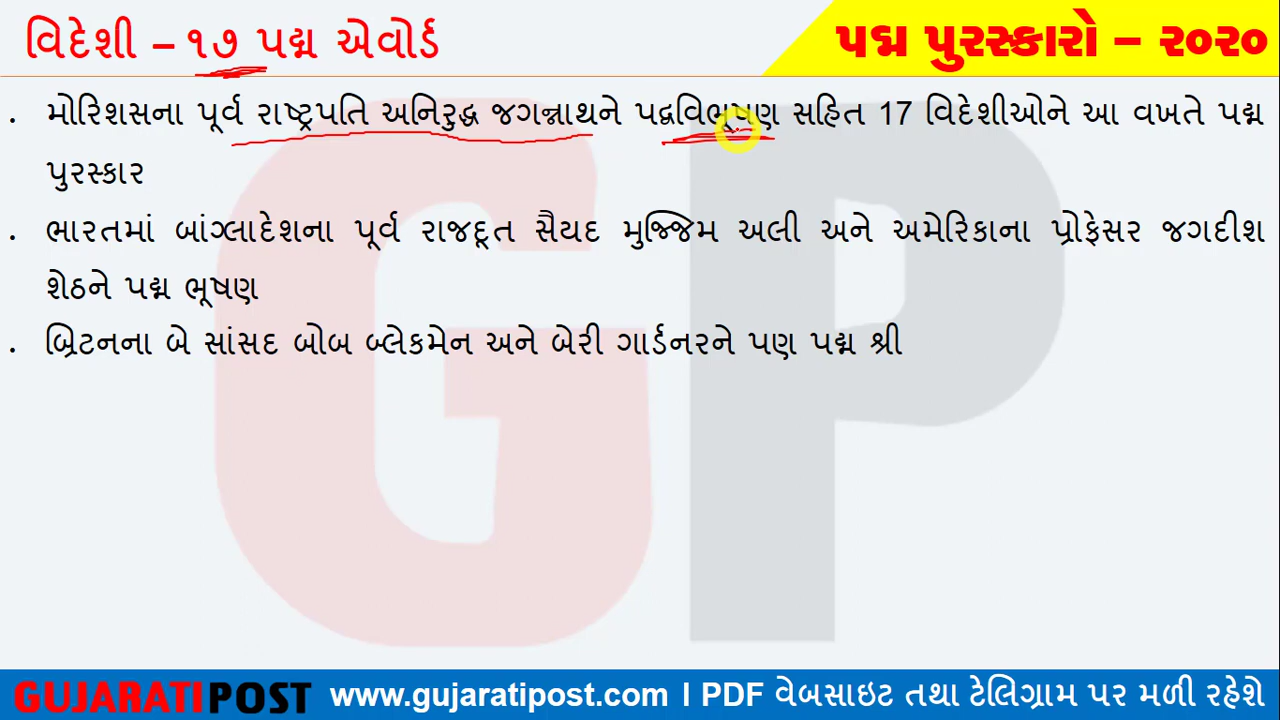 વિદેશી – ૧૭ પદ્મ એવોર્ડ
પદ્મ પુરસ્કારો – ૨૦૨૦
. મોરિશસના પૂર્વ રાષ્ટ્રપતિ અનિરુદ્ધ જગન્નાથને પદ્વવિભૂષણ સહિત 17 વિદેશીઓને આ વખતે પદ્મ
પુરસ્કાર
. ભારતમાં બાંગ્લાદેશના પૂર્વ રાજદૂત સૈયદ મુજ્જિમ અલી અને અમેરિકાના પ્રોફેસર જગદીશ
શેઠને પદ્મ ભૂષણ
. બ્રિટનના બે સાંસદ બોબ બ્લેકમેન અને બેરી ગાર્ડનરને પણ પદ્મ શ્રી
GP
GUJARATIPOST www.gujaratipost.com I PDF વેબસાઇટ તથા ટેલિગ્રામ પર મળી રહેશે